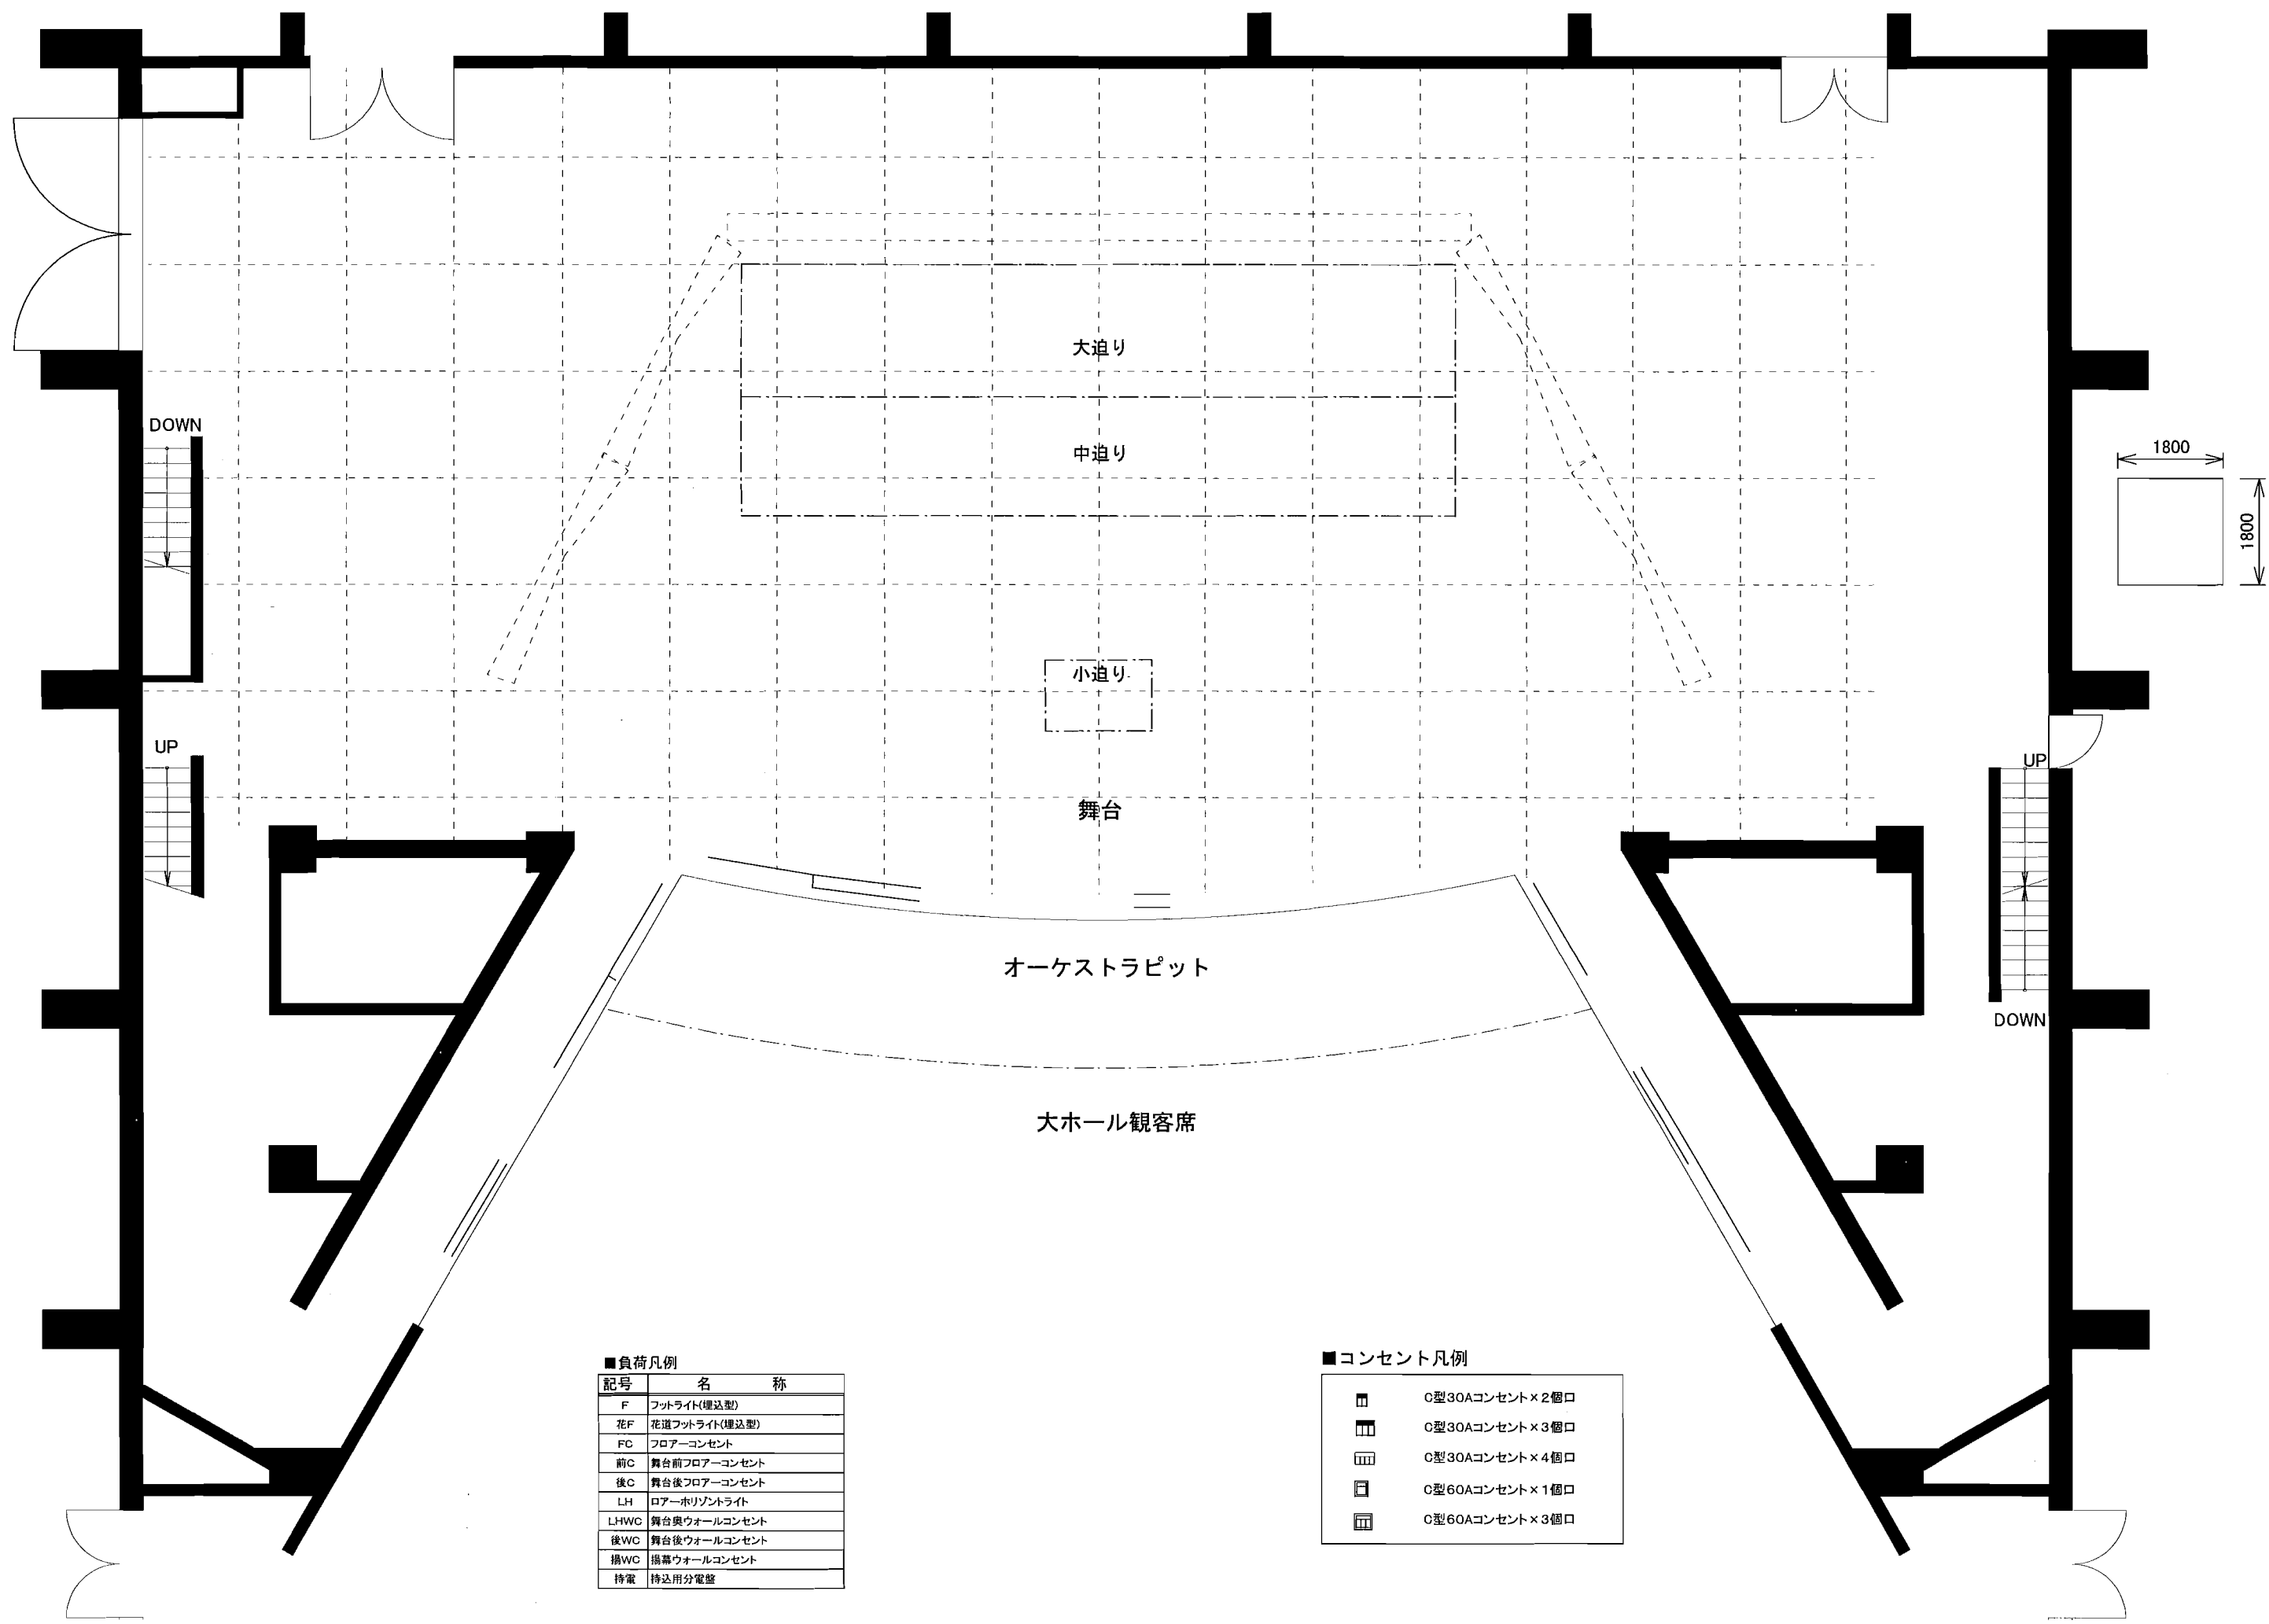 大迫り
DOWN
中迫り
1800
1800
小迫り
UP
UP
舞台
オーケストラピット
DOWN
大ホール観客席
■負荷凡例
記号 名 称
F フットライト(埋込型)
花F 花道フットライト(埋込型)
FC フロアーコンセント
前C 舞台前フロアーコンセント
後C 舞台後フロアーコンセント
LH ロアーホリゾントライト
LHWC 舞台奥ウォールコンセント
後WC 舞台後ウォールコンセント
揚WC 揚幕ウォールコンセント
持電 持込用分電盤
■コンセント凡例
C型30Aコンセント×2個口
C型30Aコンセント×3個口
C型30Aコンセント×4個口
C型60Aコンセント×1個口
C型60Aコンセント×3個口